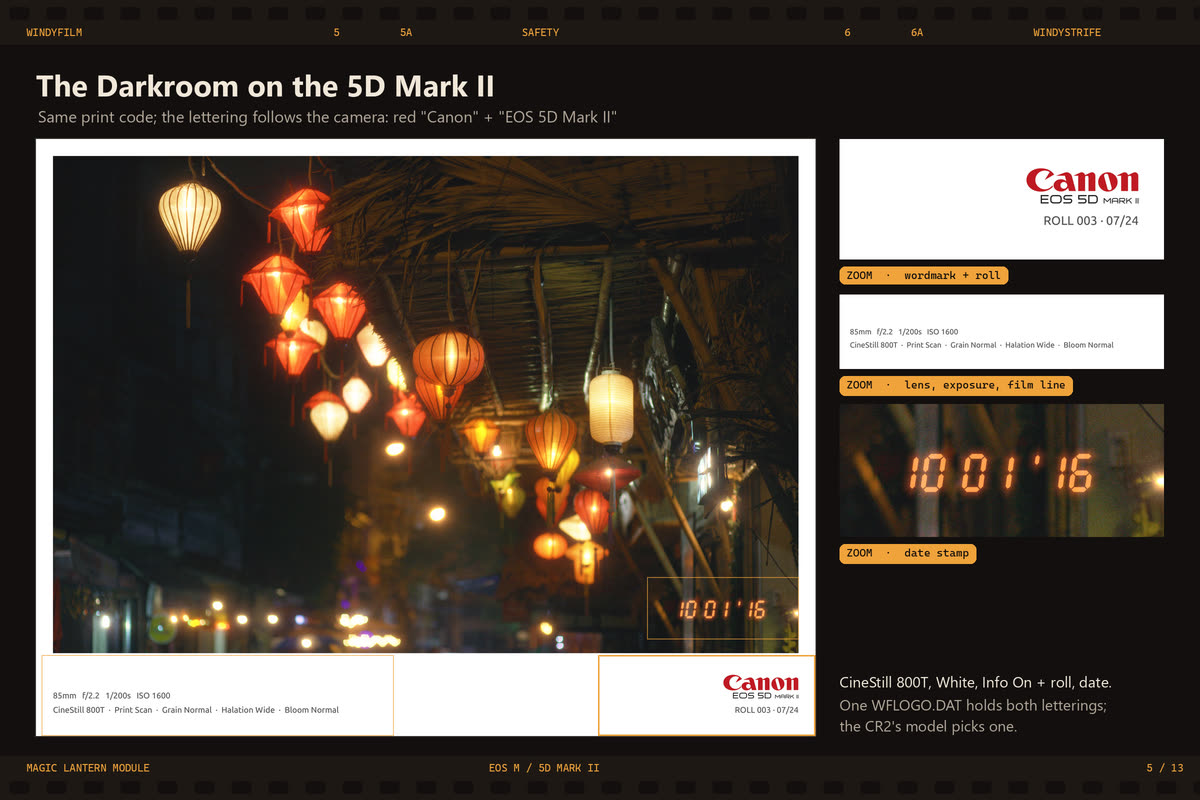 WINDYFILM 5 5A SAFETY 6 6A WINDYSTRIFE
The Darkroom on the 5D Mark II
Same print code; the lettering follows the camera: red "Canon" + "EOS 5D Mark II"
10 01 ' 16
85mm f/2.2 1/200s ISO 1600
CineStill 800T · Print Scan · Grain Normal · Halation Wide · Bloom Normal
Canon
EOS 5D MARK II
ROLL 003 · 07/24
Canon
EOS 5D MARK II
ROLL 003 · 07/24
ZOOM · wordmark + roll
85mm f/2.2 1/200s ISO 1600
CineStill 800T · Print Scan · Grain Normal · Halation Wide · Bloom Normal
ZOOM · lens, exposure, film line
10 01 ' 16
ZOOM · date stamp
CineStill 800T, White, Info On + roll, date.
One WFLOGO.DAT holds both letterings;
the CR2's model picks one.
MAGIC LANTERN MODULE EOS M / 5D MARK II 5 / 13